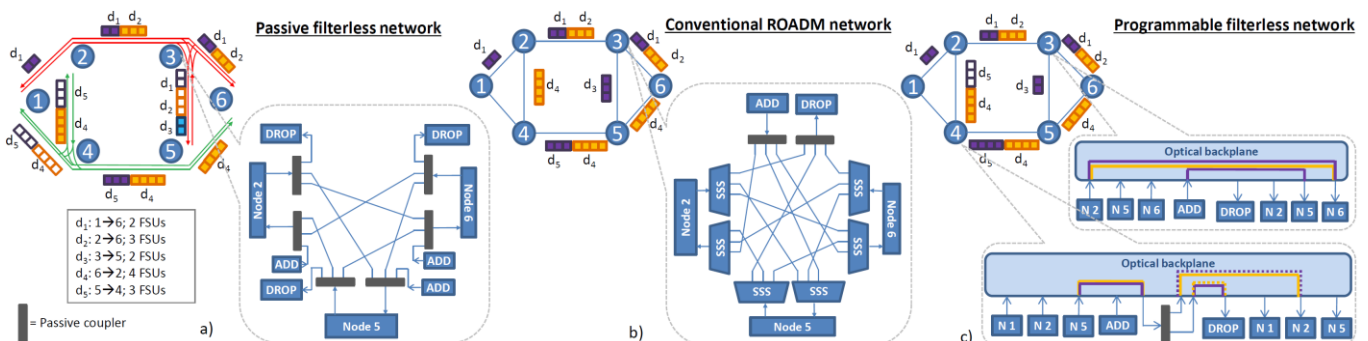 Passive filterless network
d₁ d₂
d₁
d₁
d₂
2
3
d₁
d₅
d₂
1
6
d₄
d₃
d₅
4
5
d₄
d₄
d₅ d₄
DROP
DROP
Node 2
Node 6
ADD
DROP
ADD
Node 5
d₁: 1→6; 2 FSUs
d₂: 2→6; 3 FSUs
d₃: 3→5; 2 FSUs
d₄: 6→2; 4 FSUs
d₅: 5→4; 3 FSUs
= Passive coupler
a)
Conventional ROADM network
d₁ d₂
d₁
d₁
d₂
2
3
1
d₄
d₃
6
4
5
d₄
d₅ d₄
ADD
DROP
SSS
SSS
Node 2
Node 6
SSS
SSS
SSS
SSS
Node 5
b)
Programmable filterless network
d₁ d₂
d₁
d₁
d₂
2
3
d₅
1
d₃
6
d₄
4
5
d₄
d₅ d₄
Optical backplane
N 2
N 5
N 6
ADD
DROP
N 2
N 5
N 6
Optical backplane
N 1
N 2
N 5
ADD
DROP
N 1
N 2
N 5
c)